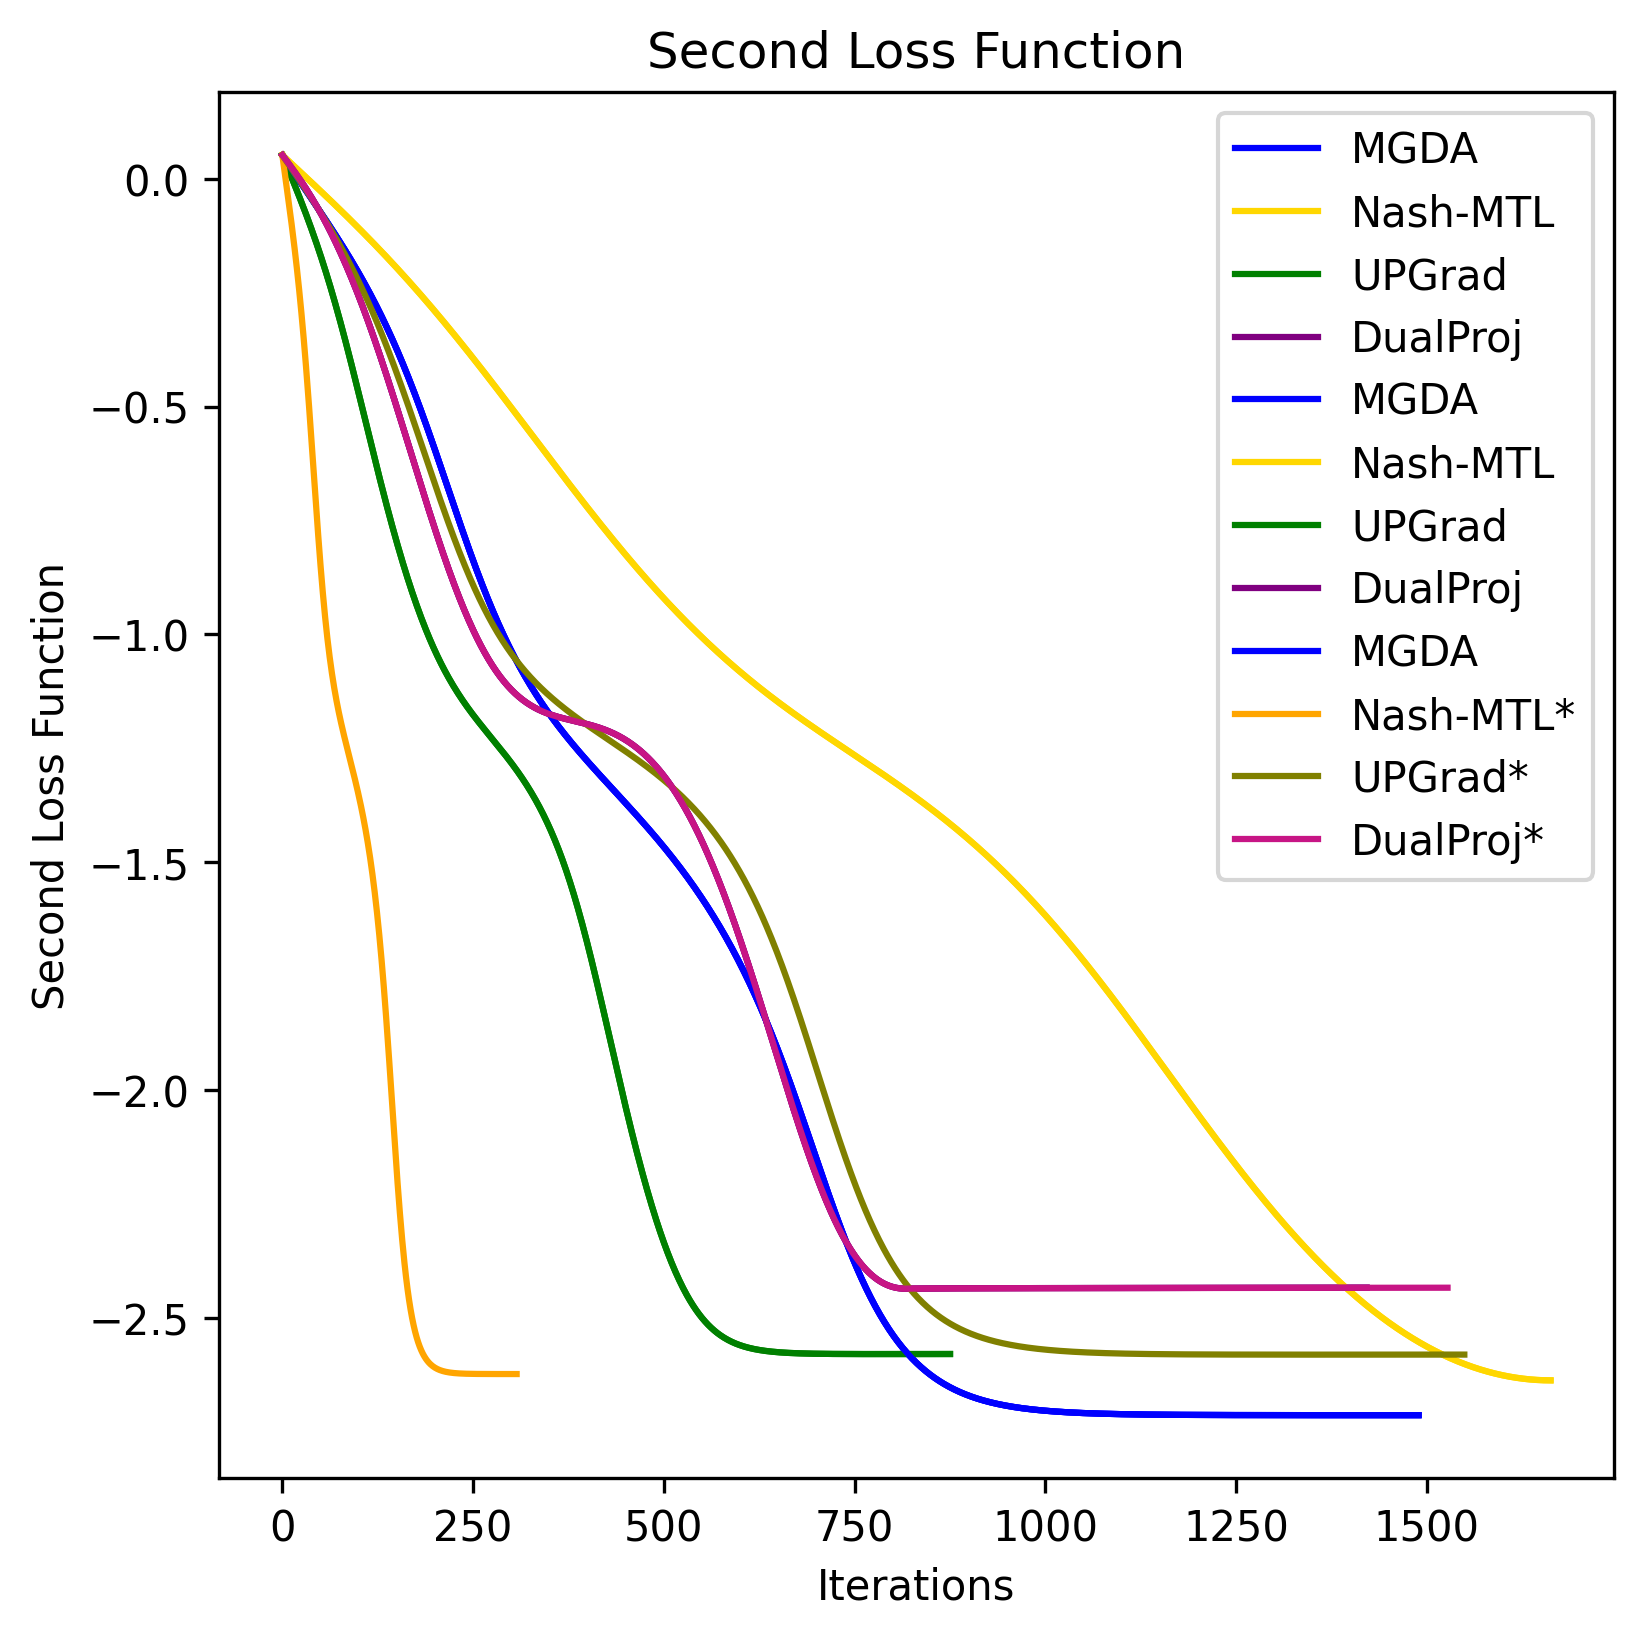 Second Loss Function
MGDA
Nash-MTL
UPGrad
DualProj
MGDA
Nash-MTL
UPGrad
DualProj
MGDA
Nash-MTL*
UPGrad*
DualProj*
Second Loss Function
0.0
−0.5
−1.0
−1.5
−2.0
−2.5
0 250 500 750 1000 1250 1500
Iterations